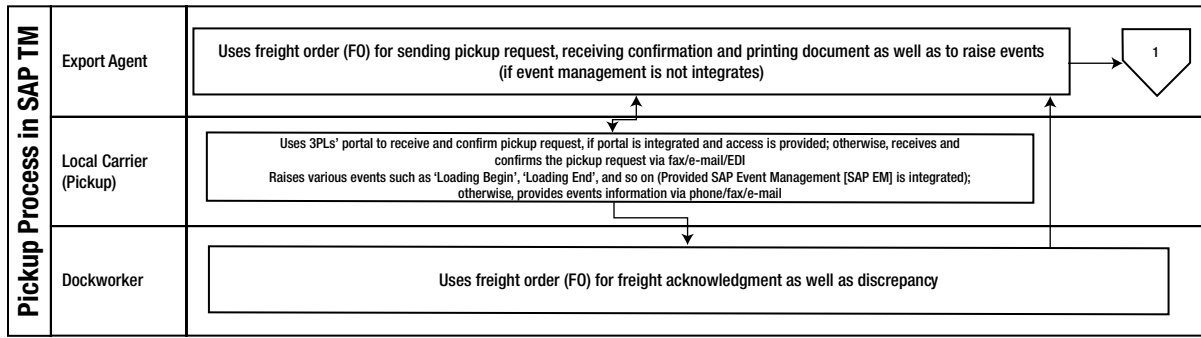 Pickup Process in SAP TM
Export Agent
Uses freight order (FO) for sending pickup request, receiving confirmation and printing document as well as to raise events
(if event management is not integrates)
1
Local Carrier
(Pickup)
Uses 3PLs' portal to receive and confirm pickup request, if portal is integrated and access is provided; otherwise, receives and
confirms the pickup request via fax/e-mail/EDI
Raises various events such as 'Loading Begin', 'Loading End', and so on (Provided SAP Event Management [SAP EM] is integrated);
otherwise, provides events information via phone/fax/e-mail
Dockworker
Uses freight order (FO) for freight acknowledgment as well as discrepancy